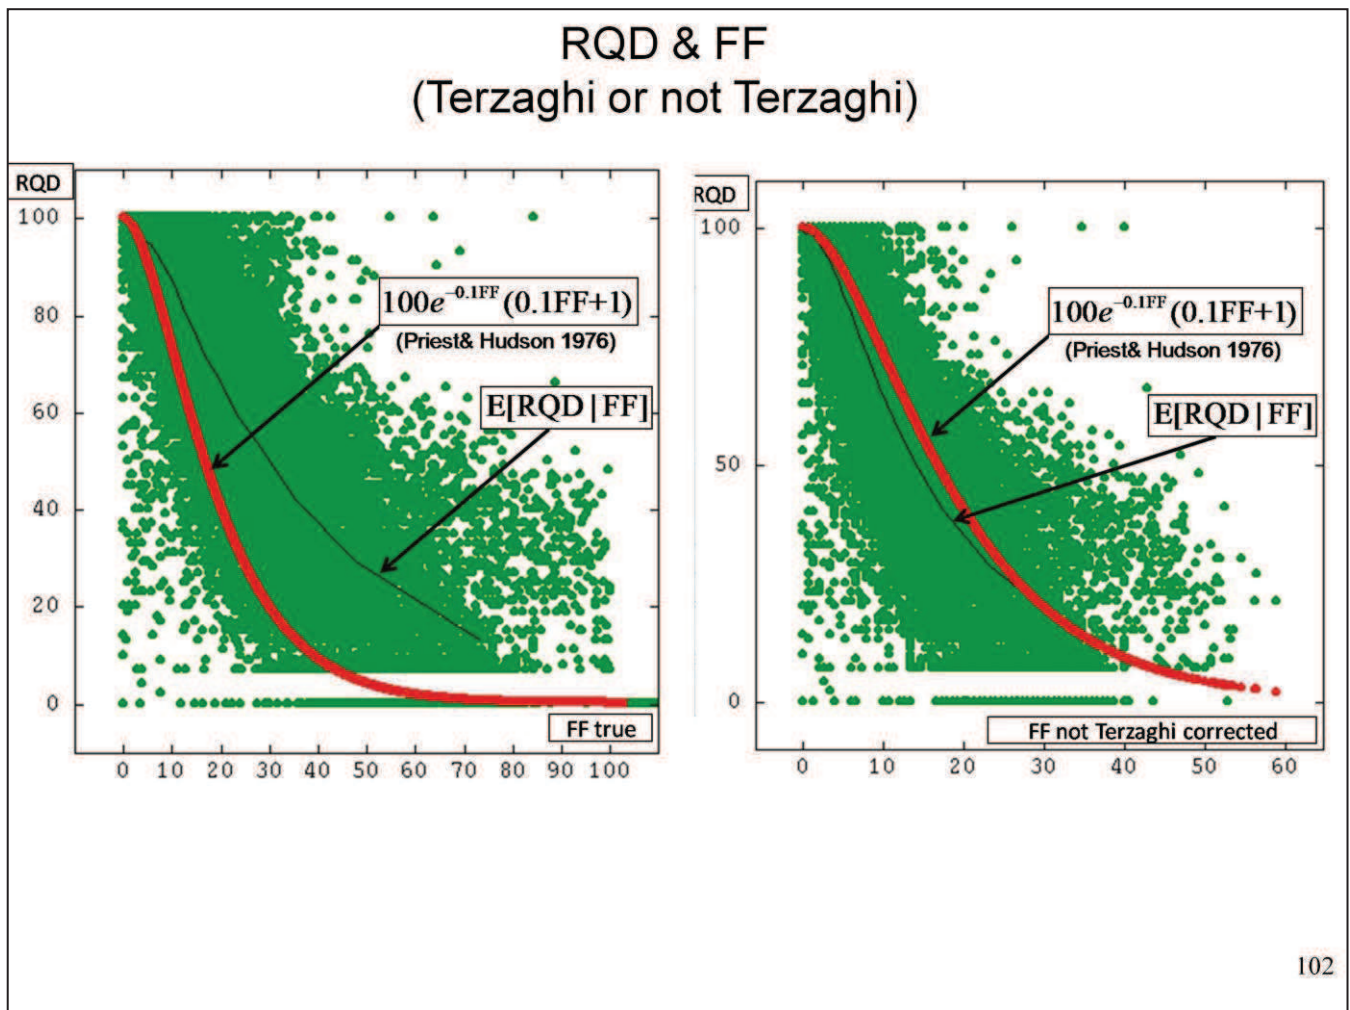 RQD & FF
(Terzaghi or not Terzaghi)
RQD
100
80
60
40
20
0
0 10 20 30 40 50 60 70 80 90 100
100e^{-0.1FF}(0.1FF+1)
(Priest& Hudson 1976)
E[RQD|FF]
FF true
RQD
100
50
0
0 10 20 30 40 50 60
100e^{-0.1FF}(0.1FF+1)
(Priest& Hudson 1976)
E[RQD|FF]
FF not Terzaghi corrected
102